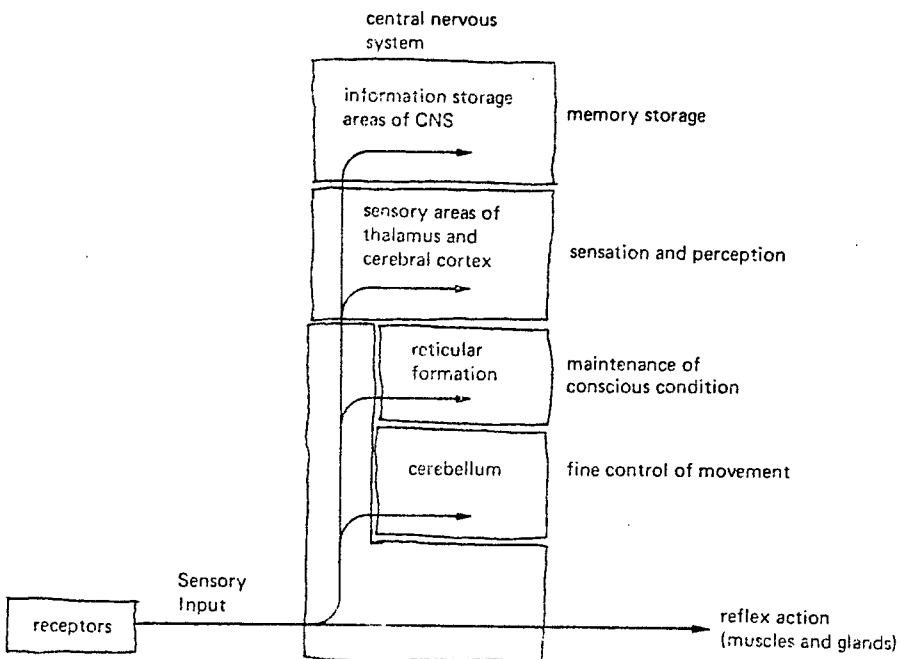 central nervous
system
information storage
areas of CNS
memory storage
sensory areas of
thalamus and
cerebral cortex
sensation and perception
reticular
formation
maintenance of
conscious condition
cerebellum
fine control of movement
Sensory
Input
receptors
reflex action
(muscles and glands)